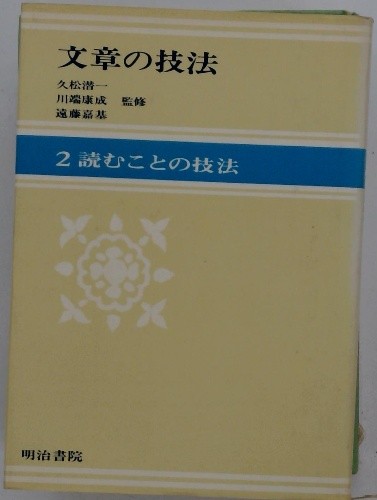 文章の技法
久松潜一
川端康成 監修
遠藤嘉基
2 読むことの技法
明治書院